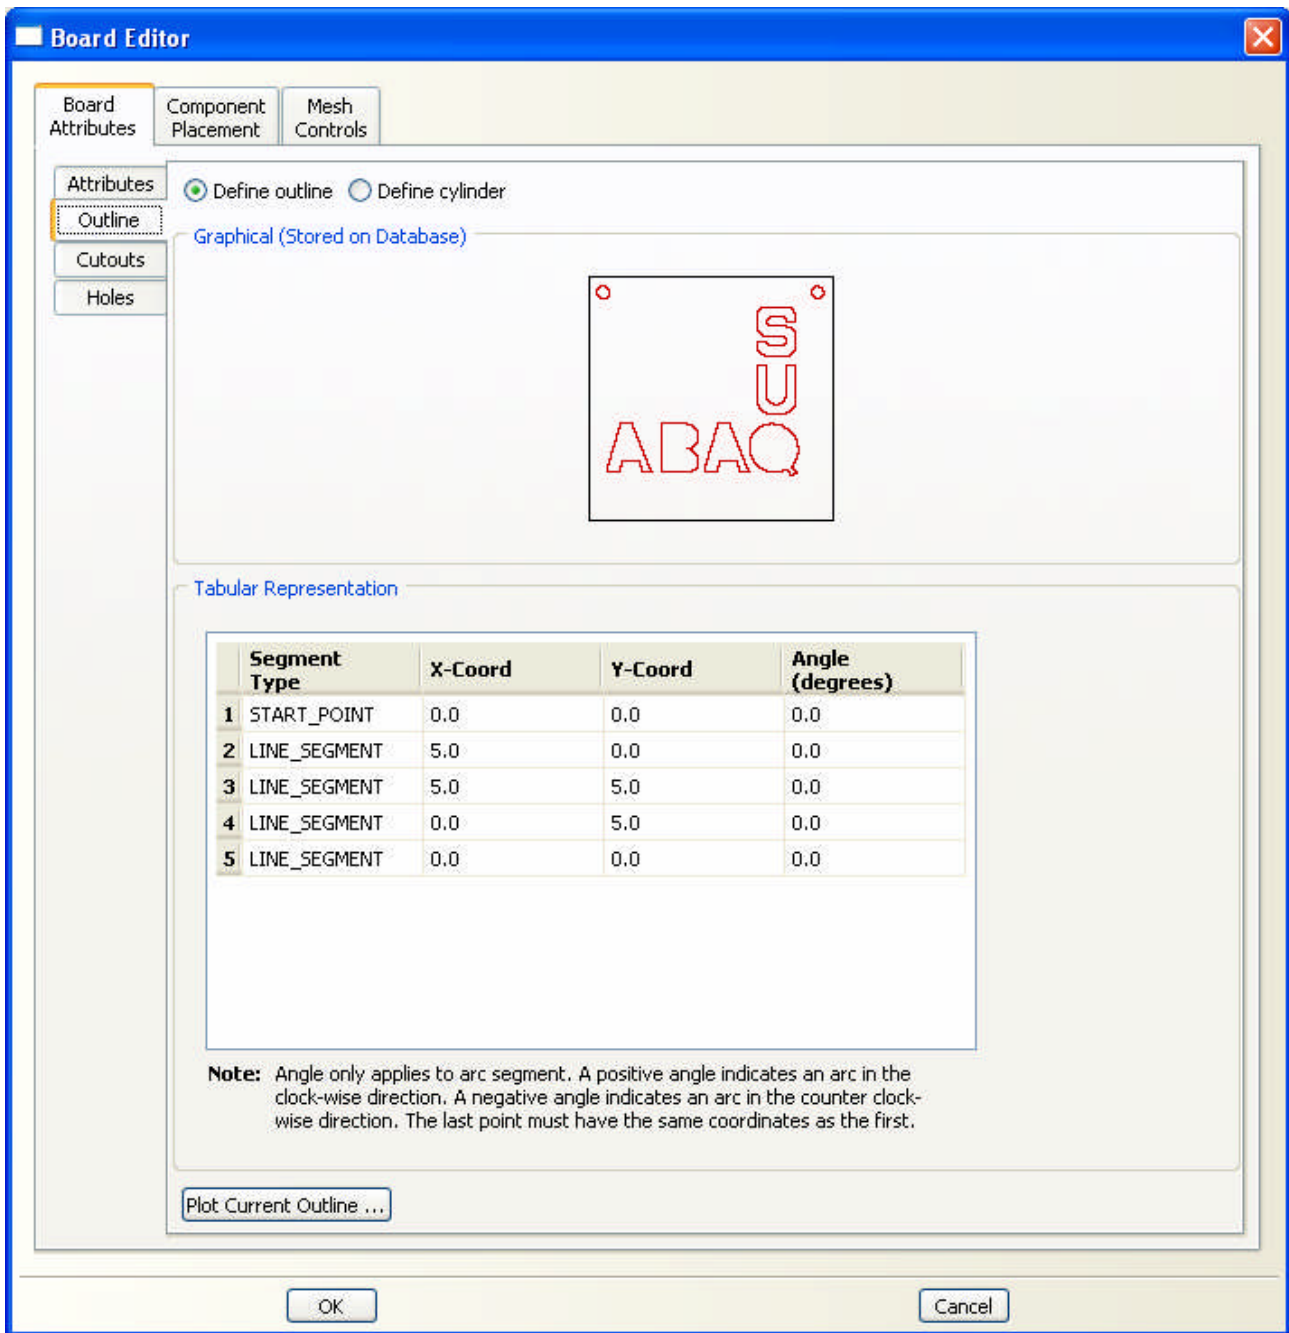 Board Editor
Board Attributes
Component Placement
Mesh Controls
Attributes
Outline
Cutouts
Holes
Define outline
Define cylinder
Graphical (Stored on Database)
S
U
ABAQ
Tabular Representation
Segment Type X-Coord Y-Coord Angle (degrees)
1 START_POINT 0.0 0.0 0.0
2 LINE_SEGMENT 5.0 0.0 0.0
3 LINE_SEGMENT 5.0 5.0 0.0
4 LINE_SEGMENT 0.0 5.0 0.0
5 LINE_SEGMENT 0.0 0.0 0.0
Note: Angle only applies to arc segment. A positive angle indicates an arc in the
clock-wise direction. A negative angle indicates an arc in the counter clock-
wise direction. The last point must have the same coordinates as the first.
Plot Current Outline ...
OK
Cancel